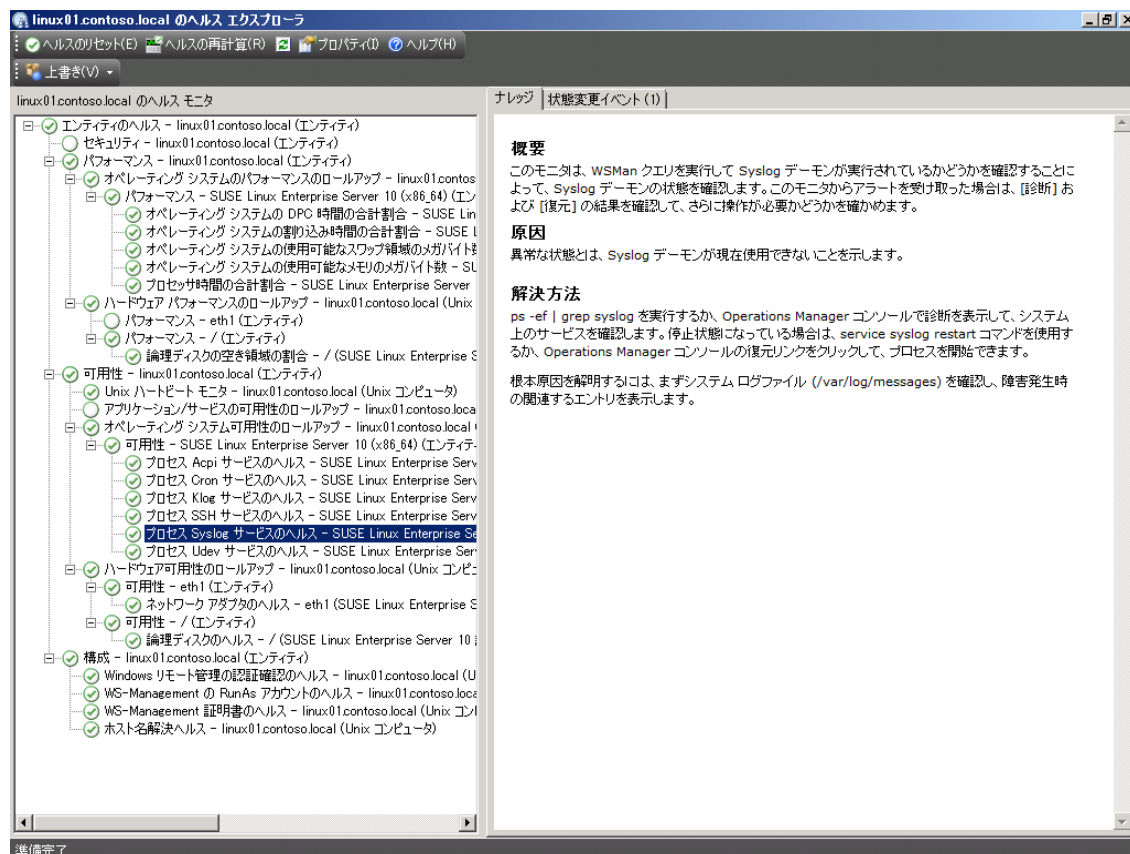 linux01.contoso.local のヘルス エクスプローラ
ヘルスのリセット(E) ヘルスの再計算(R) プロパティ(I) ヘルプ(H)
上書き(V)
linux01.contoso.local のヘルス モニタ
エンティティのヘルス - linux01.contoso.local (エンティティ)
セキュリティ - linux01.contoso.local (エンティティ)
パフォーマンス - linux01.contoso.local (エンティティ)
オペレーティング システムのパフォーマンスのロールアップ - linux01.contos
パフォーマンス - SUSE Linux Enterprise Server 10 (x86_64) (エン
オペレーティング システムの DPC 時間の合計割合 - SUSE Lin
オペレーティング システムの割り込み時間の合計割合 - SUSE L
オペレーティング システムの使用可能なスワップ領域のメガバイト数
オペレーティング システムの使用可能なメモリのメガバイト数 - SU
プロセッサ時間の合計割合 - SUSE Linux Enterprise Server
ハードウェア パフォーマンスのロールアップ - linux01.contoso.local (Unix
パフォーマンス - eth1 (エンティティ)
パフォーマンス - / (エンティティ)
論理ディスクの空き領域の割合 - / (SUSE Linux Enterprise S
可用性 - linux01.contoso.local (エンティティ)
Unix ハートビート モニタ - linux01.contoso.local (Unix コンピュータ)
アプリケーション/サービスの可用性のロールアップ - linux01.contoso.loca
オペレーティング システム可用性のロールアップ - linux01.contoso.local (
可用性 - SUSE Linux Enterprise Server 10 (x86_64) (エンティテ
プロセス Acpi サービスのヘルス - SUSE Linux Enterprise Serv
プロセス Cron サービスのヘルス - SUSE Linux Enterprise Serv
プロセス Klog サービスのヘルス - SUSE Linux Enterprise Serv
プロセス SSH サービスのヘルス - SUSE Linux Enterprise Serv
プロセス Syslog サービスのヘルス - SUSE Linux Enterprise Se
プロセス Udev サービスのヘルス - SUSE Linux Enterprise Ser
ハードウェア可用性のロールアップ - linux01.contoso.local (Unix コンピ
可用性 - eth1 (エンティティ)
ネットワーク アダプタのヘルス - eth1 (SUSE Linux Enterprise S
可用性 - / (エンティティ)
論理ディスクのヘルス - / (SUSE Linux Enterprise Server 10
構成 - linux01.contoso.local (エンティティ)
Windows リモート管理の認証確認のヘルス - linux01.contoso.local (U
WS-Management の RunAs アカウントのヘルス - linux01.contoso.loca
WS-Management 証明書のヘルス - linux01.contoso.local (Unix コン
ホスト名解決ヘルス - linux01.contoso.local (Unix コンピュータ)
ナレッジ 状態変更イベント (1)
概要
このモニタは、WSMan クエリを実行して Syslog デーモンが実行されているかどうかを確認することに
よって、Syslog デーモンの状態を確認します。このモニタからアラートを受け取った場合は、[診断] お
よび [復元] の結果を確認して、さらに操作が必要かどうかを確かめます。
原因
異常な状態とは、Syslog デーモンが現在使用できないことを示します。
解決方法
ps -ef | grep syslog を実行するか、Operations Manager コンソールで診断を表示して、システム
上のサービスを確認します。停止状態になっている場合は、service syslog restart コマンドを使用す
るか、Operations Manager コンソールの復元リンクをクリックして、プロセスを開始できます。
根本原因を解明するには、まずシステム ログファイル (/var/log/messages) を確認し、障害発生時
の関連するエントリを表示します。
準備完了